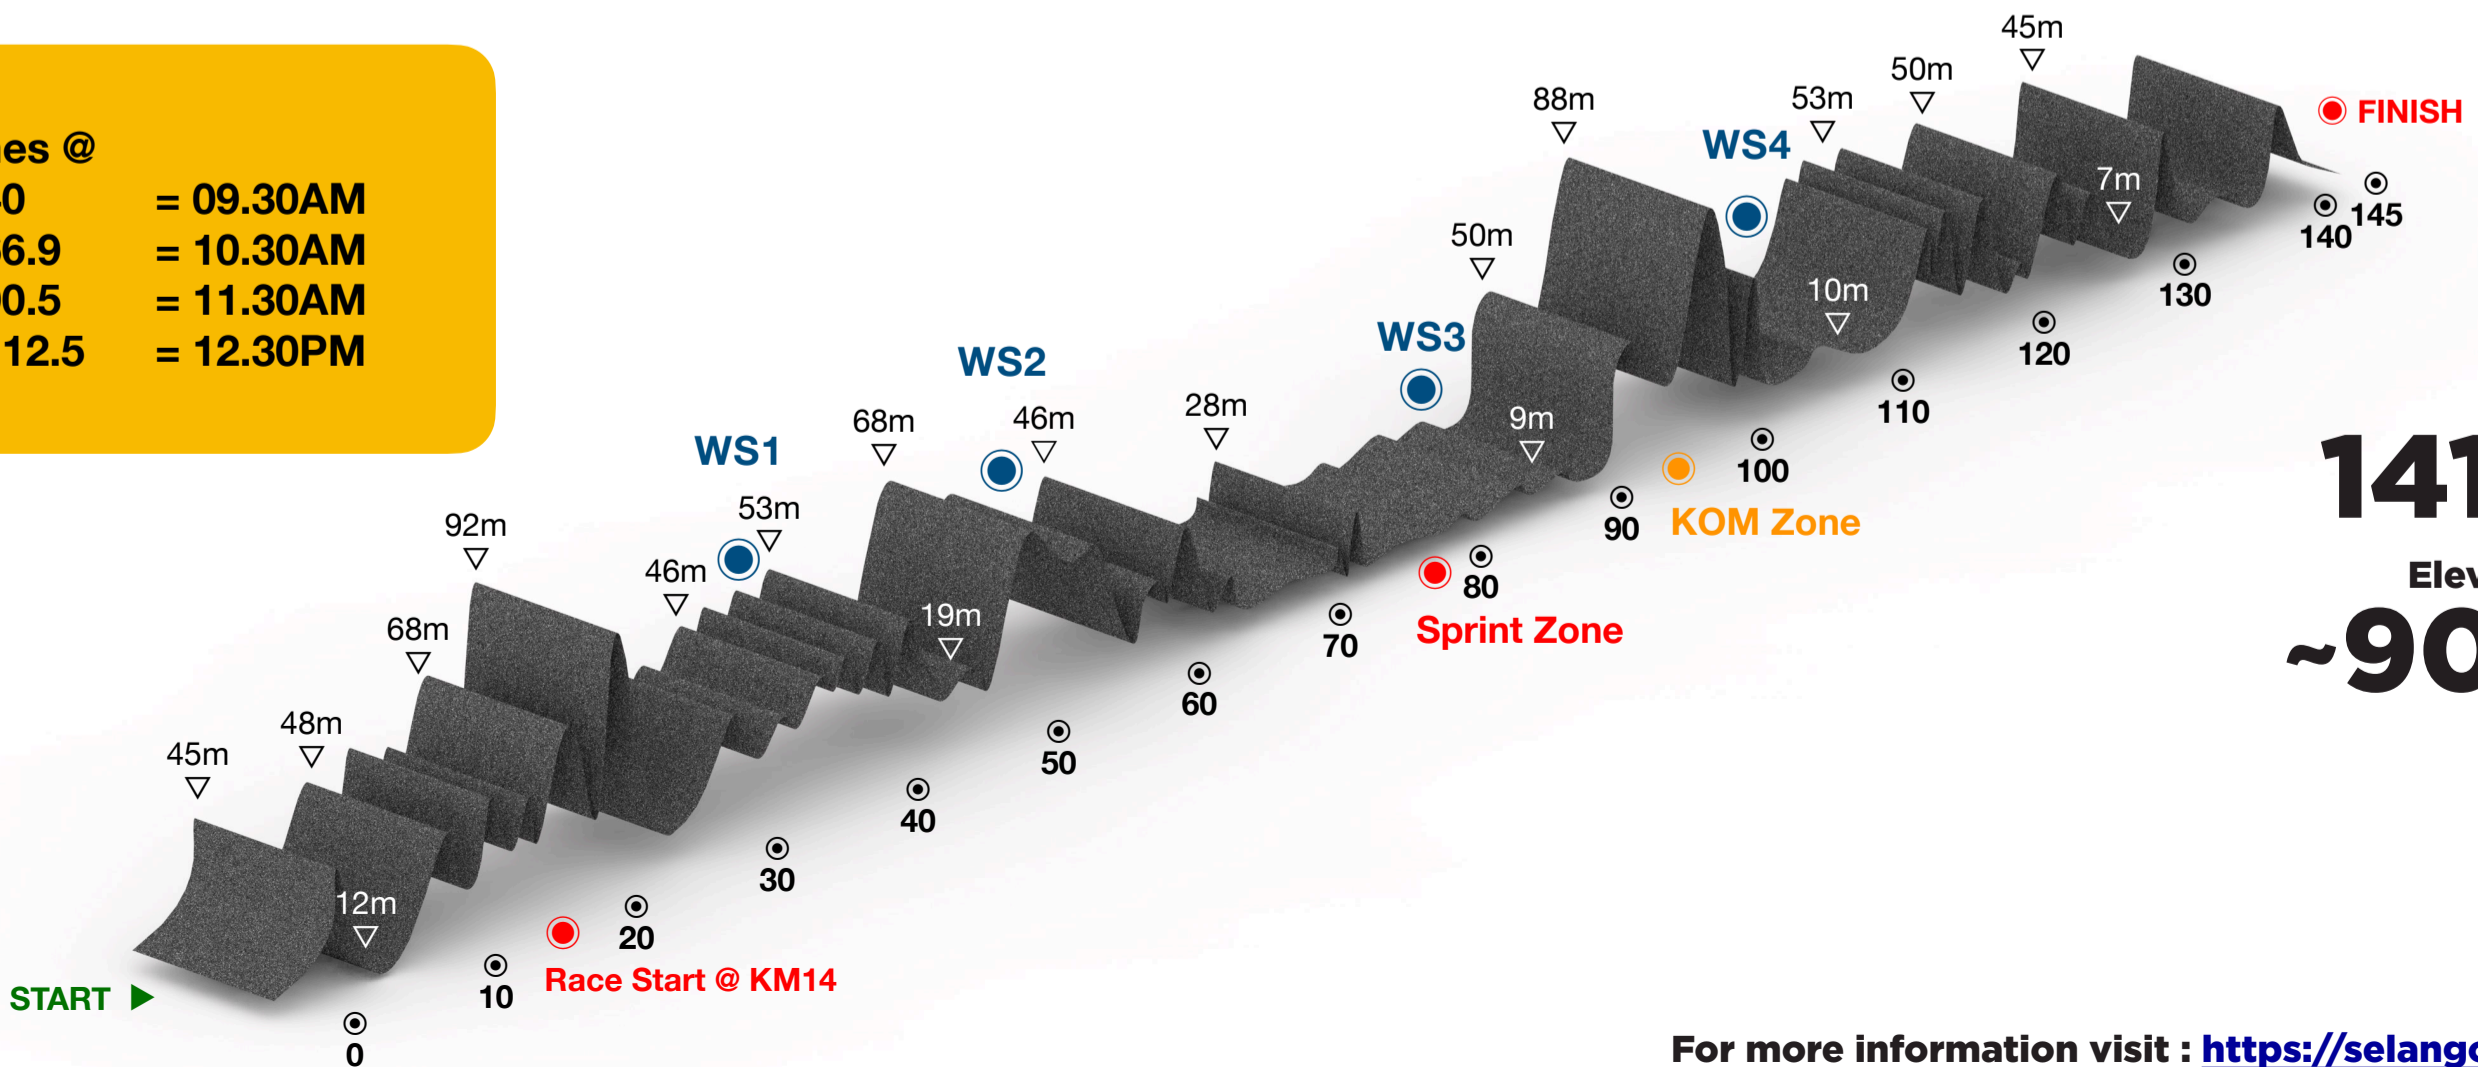 @
= 09.30AM
6.9 = 10.30AM
0.5 = 11.30AM
12.5 = 12.30PM
45m
50m
88m
53m
WS4
FINISH
7m
145
140
50m
10m
130
WS3
120
WS2
68m
46m
28m
9m
110
WS1
100
53m
92m
90
KOM Zone
46m
Elev
80
19m
68m
70
Sprint Zone
~90
60
48m
50
45m
40
30
12m
20
Race Start @ KM14
10
START
0
141
For more information visit : https://selango